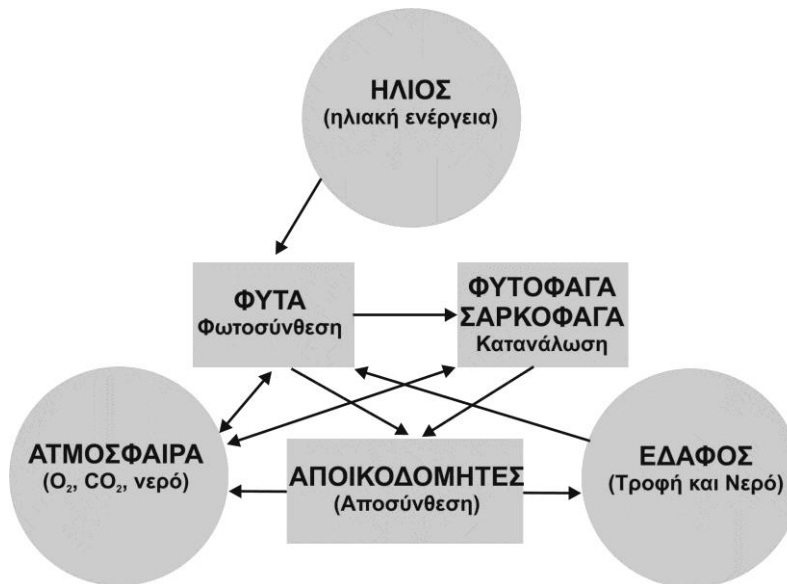 ΗΛΙΟΣ
(ηλιακή ενέργεια)
ΦΥΤΑ
Φωτοσύνθεση
ΦΥΤΟΦΑΓΑ
ΣΑΡΚΟΦΑΓΑ
Κατανάλωση
ΑΤΜΟΣΦΑΙΡΑ
(O₂, CO₂, νερό)
ΑΠΟΙΚΟΔΟΜΗΤΕΣ
(Αποσύνθεση)
ΕΔΑΦΟΣ
(Τροφή και Νερό)